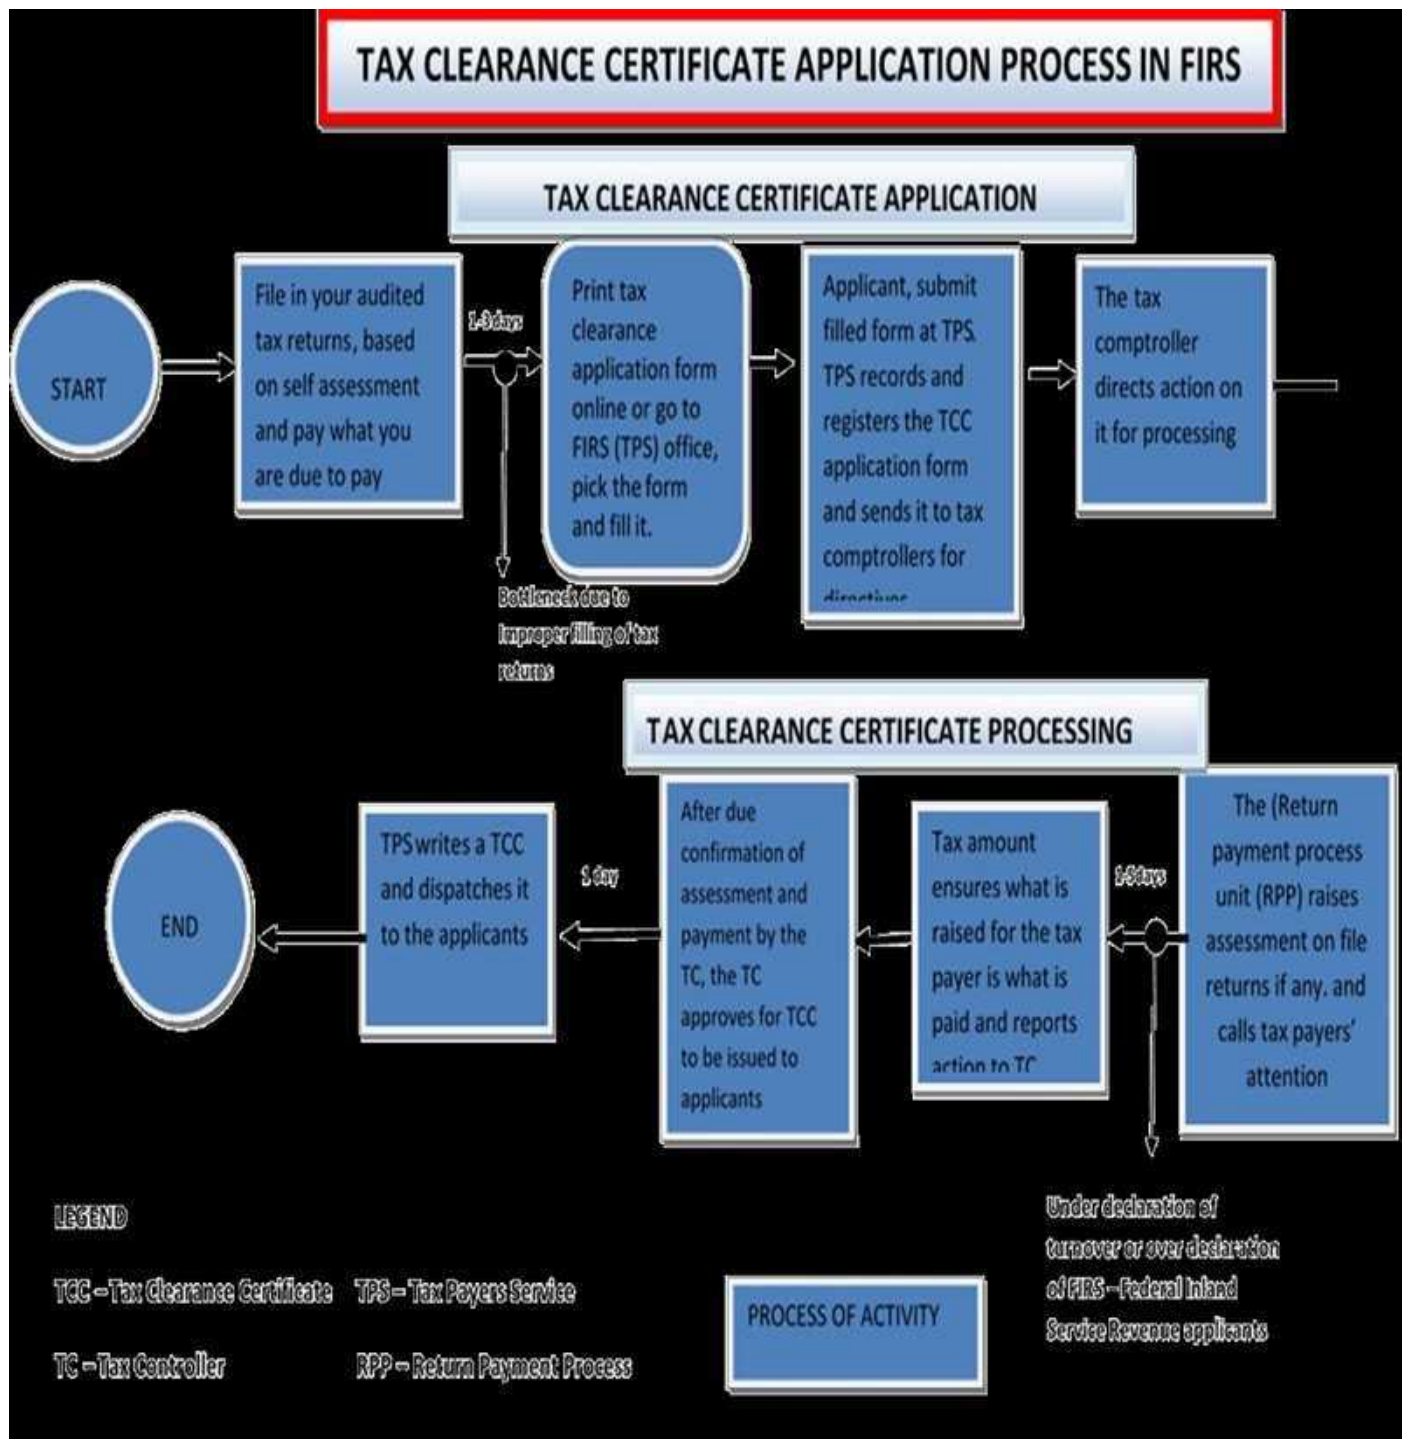 TAX CLEARANCE CERTIFICATE APPLICATION PROCESS IN FIRS
TAX CLEARANCE CERTIFICATE APPLICATION
START
File in your audited
tax returns, based
on self assessment
and pay what you
are due to pay
1-3days
Bottleneck due to
Improper filling of tax
returns
Print tax
clearance
application form
online or go to
FIRS (TPS) office,
pick the form
and fill it.
Applicant, submit
filled form at TPS.
TPS records and
registers the TCC
application form
and sends it to tax
comptrollers for
directives
The tax
comptroller
directs action on
it for processing
TAX CLEARANCE CERTIFICATE PROCESSING
The (Return
payment process
unit (RPP) raises
assessment on file
returns if any. and
calls tax payers'
attention
1-5days
Under declaration of
turnover or over declaration
of FIRS – Federal Inland
Service Revenue applicants
Tax amount
ensures what is
raised for the tax
payer is what is
paid and reports
action to TC
After due
confirmation of
assessment and
payment by the
TC, the TC
approves for TCC
to be issued to
applicants
1 day
TPS writes a TCC
and dispatches it
to the applicants
END
LEGEND
TCC – Tax Clearance Certificate
TPS – Tax Payers Service
TC – Tax Controller
RPP – Return Payment Process
PROCESS OF ACTIVITY